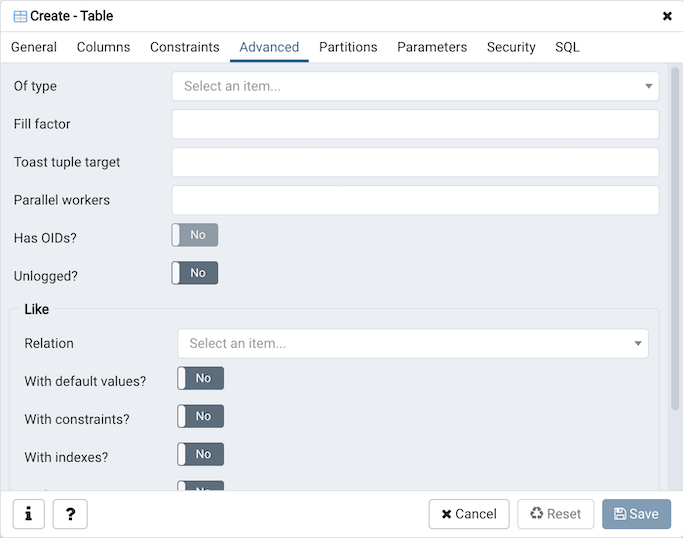 Create - Table
General Columns Constraints Advanced Partitions Parameters Security SQL
Of type Select an item...
Fill factor
Toast tuple target
Parallel workers
Has OIDs? No
Unlogged? No
Like
Relation Select an item...
With default values? No
With constraints? No
With indexes? No
No
i ? Cancel Reset Save